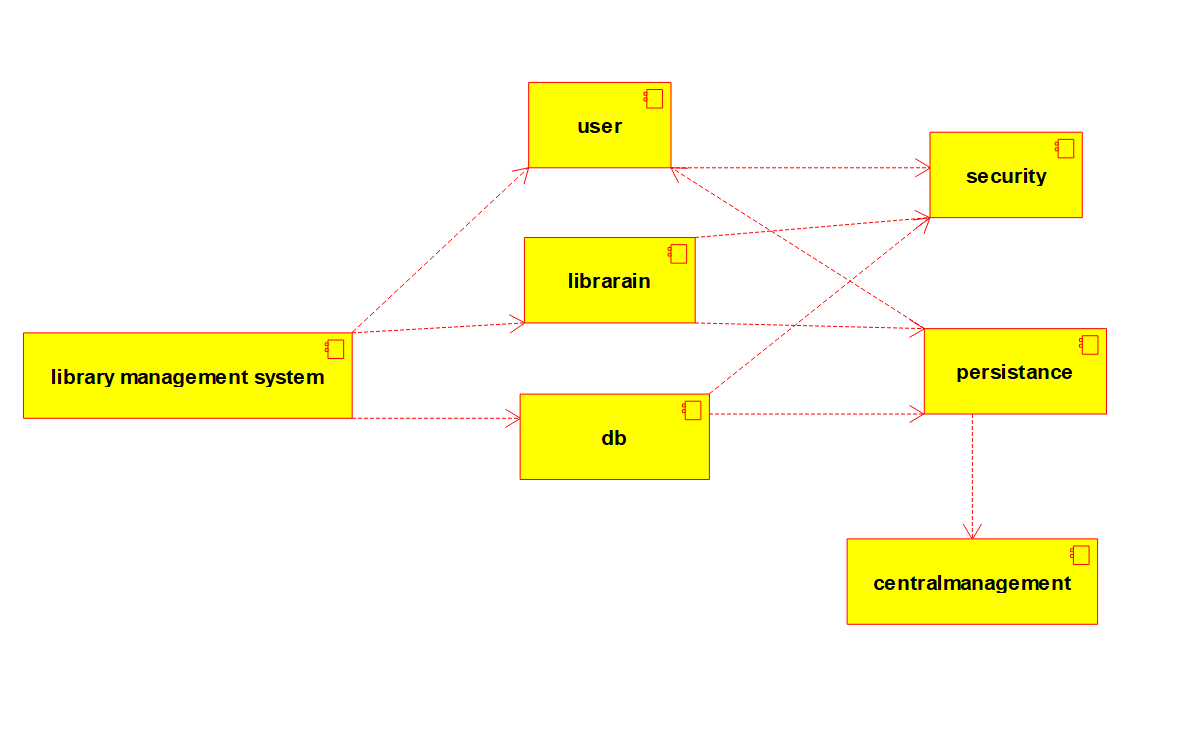 user
security
librarain
library management system
persistance
db
centralmanagement